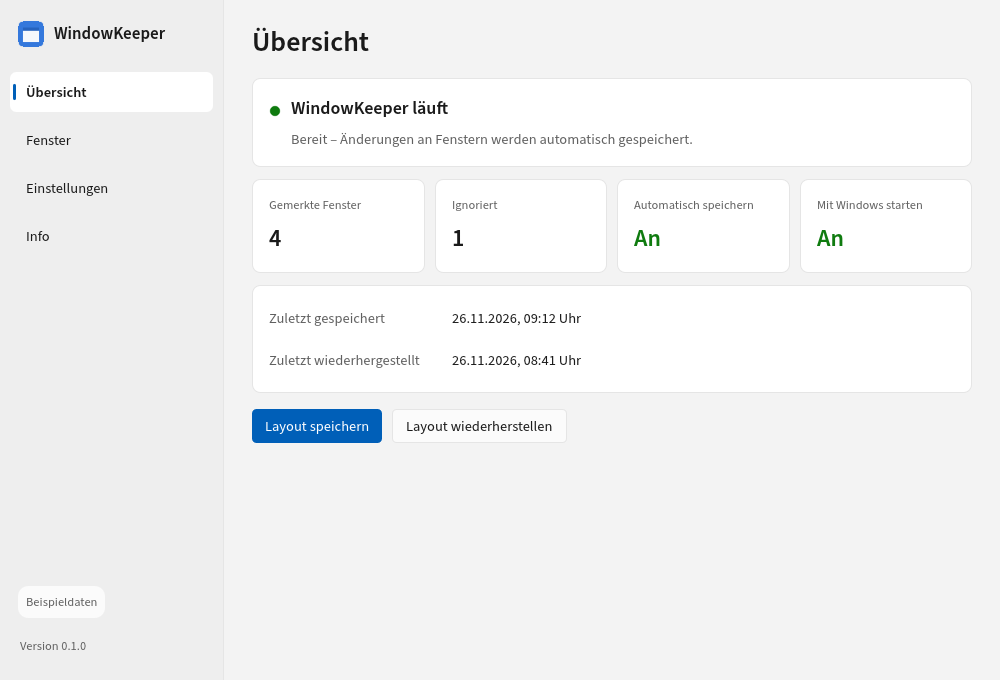 WindowKeeper
Übersicht
Fenster
Einstellungen
Info
Beispieldaten
Version 0.1.0
Übersicht
WindowKeeper läuft
Bereit – Änderungen an Fenstern werden automatisch gespeichert.
Gemerkte Fenster
4
Ignoriert
1
Automatisch speichern
An
Mit Windows starten
An
Zuletzt gespeichert 26.11.2026, 09:12 Uhr
Zuletzt wiederhergestellt 26.11.2026, 08:41 Uhr
Layout speichern Layout wiederherstellen